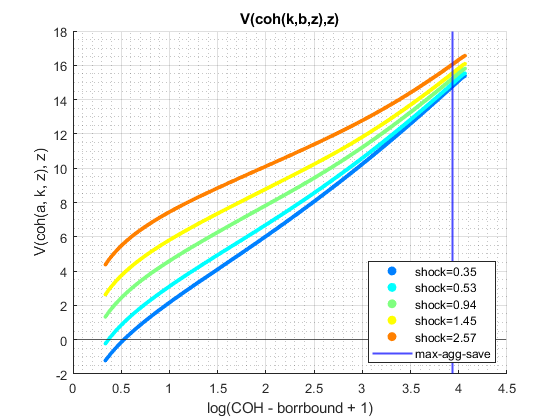 V(coh(k,b,z),z)
V(coh(a, k, z), z)
18
16
14
12
10
8
6
4
2
0
-2
0
0.5
1
1.5
2
2.5
3
3.5
4
4.5
log(COH - borrbound + 1)
shock=0.35
shock=0.53
shock=0.94
shock=1.45
shock=2.57
max-agg-save